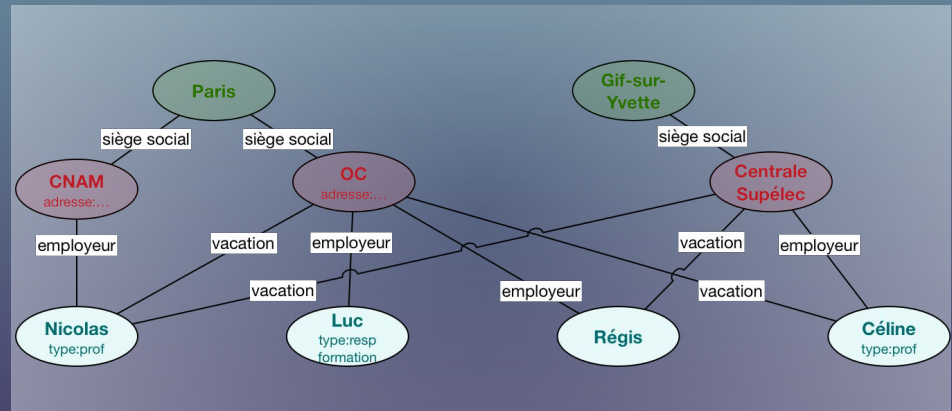 Paris
Gif-sur-
Yvette
siège social
siège social
siège social
CNAM
adresse:...
OC
adresse:...
Centrale
Supélec
employeur
vacation
employeur
vacation
employeur
vacation
employeur
vacation
Nicolas
type:prof
Luc
type:resp
formation
Régis
Céline
type:prof